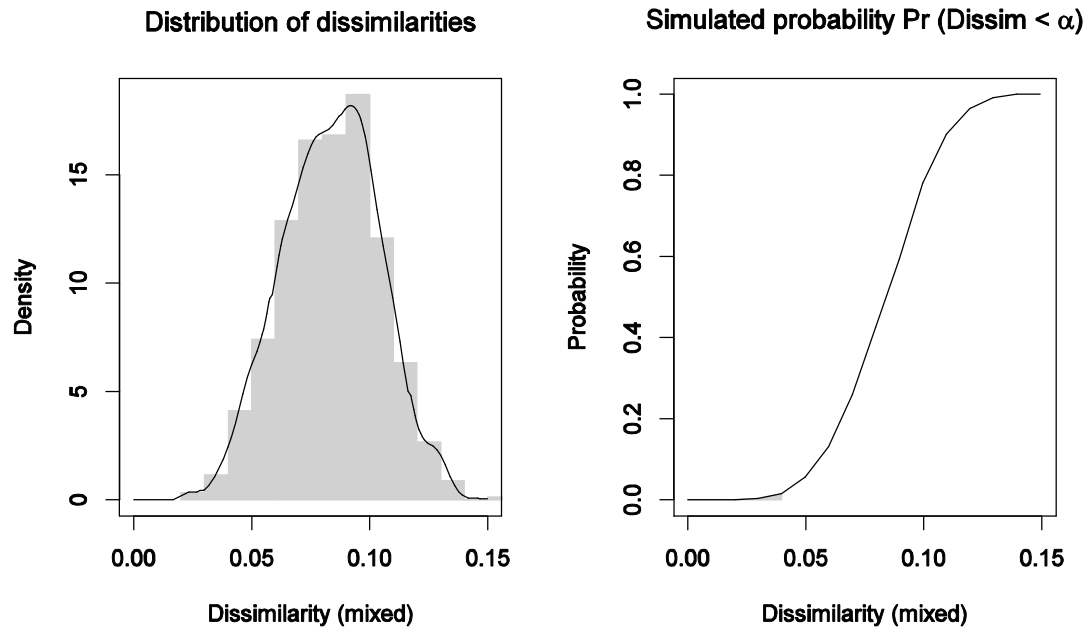 Distribution of dissimilarities
Density
0
5
10
15
0.00 0.05 0.10 0.15
Dissimilarity (mixed)
Simulated probability Pr (Dissim < α)
Probability
0.0
0.2
0.4
0.6
0.8
1.0
0.00 0.05 0.10 0.15
Dissimilarity (mixed)